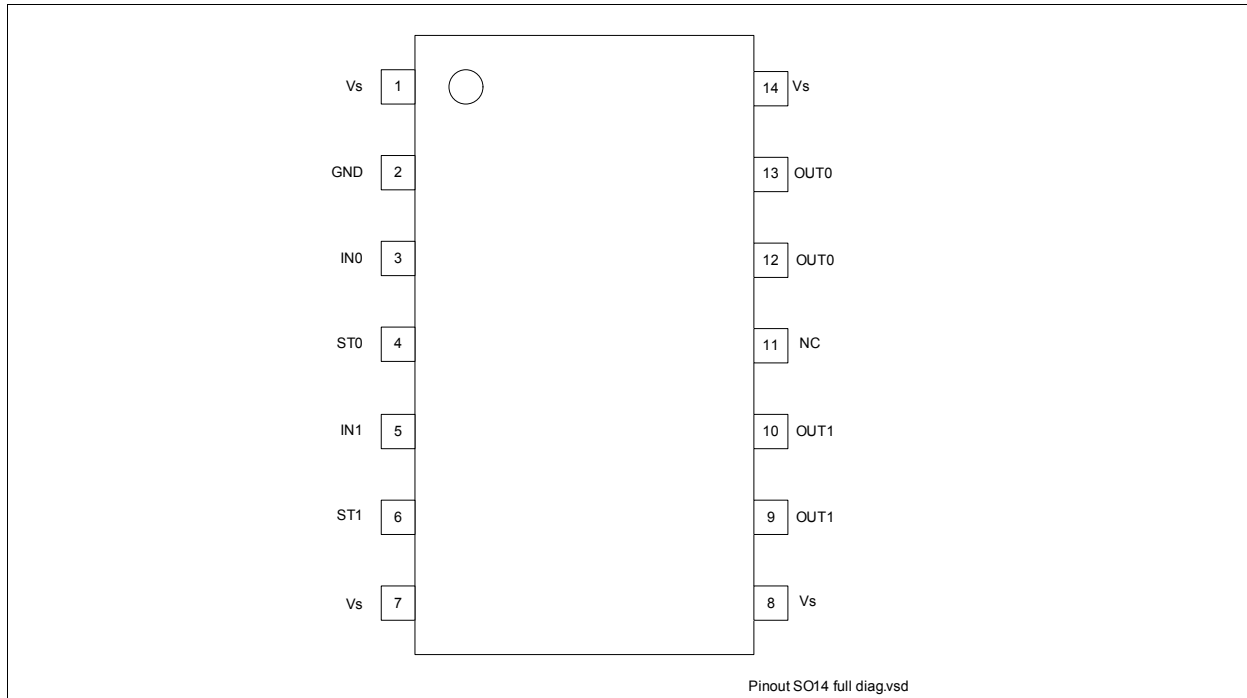 Vs 1 14 Vs
GND 2 13 OUT0
IN0 3 12 OUT0
ST0 4 11 NC
IN1 5 10 OUT1
ST1 6 9 OUT1
Vs 7 8 Vs
Pinout SO14 full diag.vsd